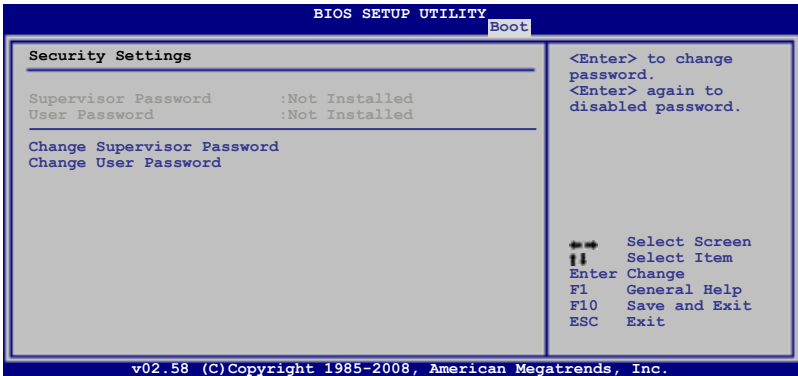 BIOS SETUP UTILITY
Boot
Security Settings
Supervisor Password :Not Installed
User Password :Not Installed
Change Supervisor Password
Change User Password
<Enter> to change
password.
<Enter> again to
disabled password.
←→ Select Screen
↑↓ Select Item
Enter Change
F1 General Help
F10 Save and Exit
ESC Exit
v02.58 (C)Copyright 1985-2008, American Megatrends, Inc.